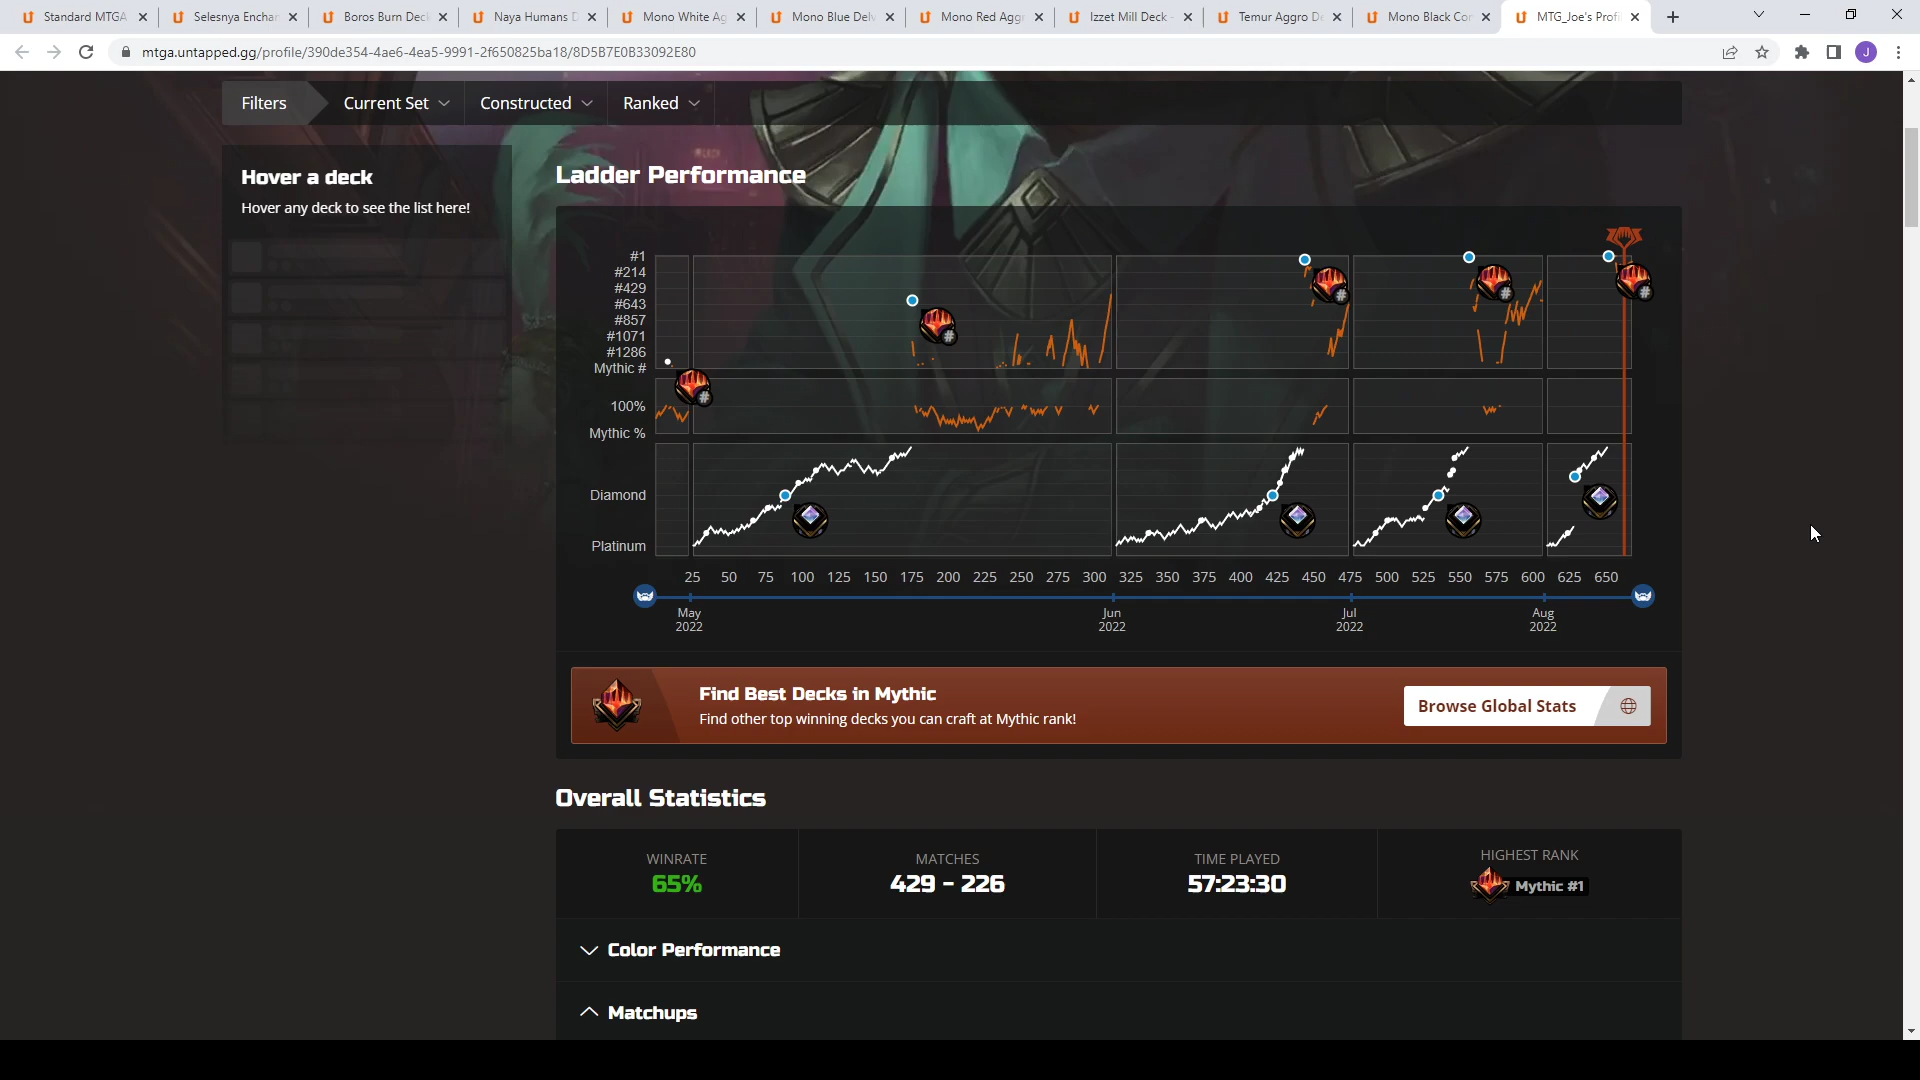 Standard MTGA
Selesnya Enchar
Boros Burn Dec
Naya Humans D
Mono White Ag
Mono Blue Delv
Mono Red Aggr
Izzet Mill Deck -
Temur Aggro De
Mono Black Cor
MTG_Joe's Profi
mtga.untapped.gg/profile/390de354-4ae6-4ea5-9991-2f650825ba18/8D5B7E0B33092E80
J
Filters
Current Set
Constructed
Ranked
Hover a deck
Hover any deck to see the list here!
Ladder Performance
#1
#214
#429
#643
#857
#1071
#1286
Mythic #
100%
Mythic %
Diamond
Platinum
25 50 75 100 125 150 175 200 225 250 275 300 325 350 375 400 425 450 475 500 525 550 575 600 625 650
May 2022
Jun 2022
Jul 2022
Aug 2022
Find Best Decks in Mythic
Find other top winning decks you can craft at Mythic rank!
Browse Global Stats
Overall Statistics
WINRATE
65%
MATCHES
429 - 226
TIME PLAYED
57:23:30
HIGHEST RANK
Mythic #1
Color Performance
Matchups